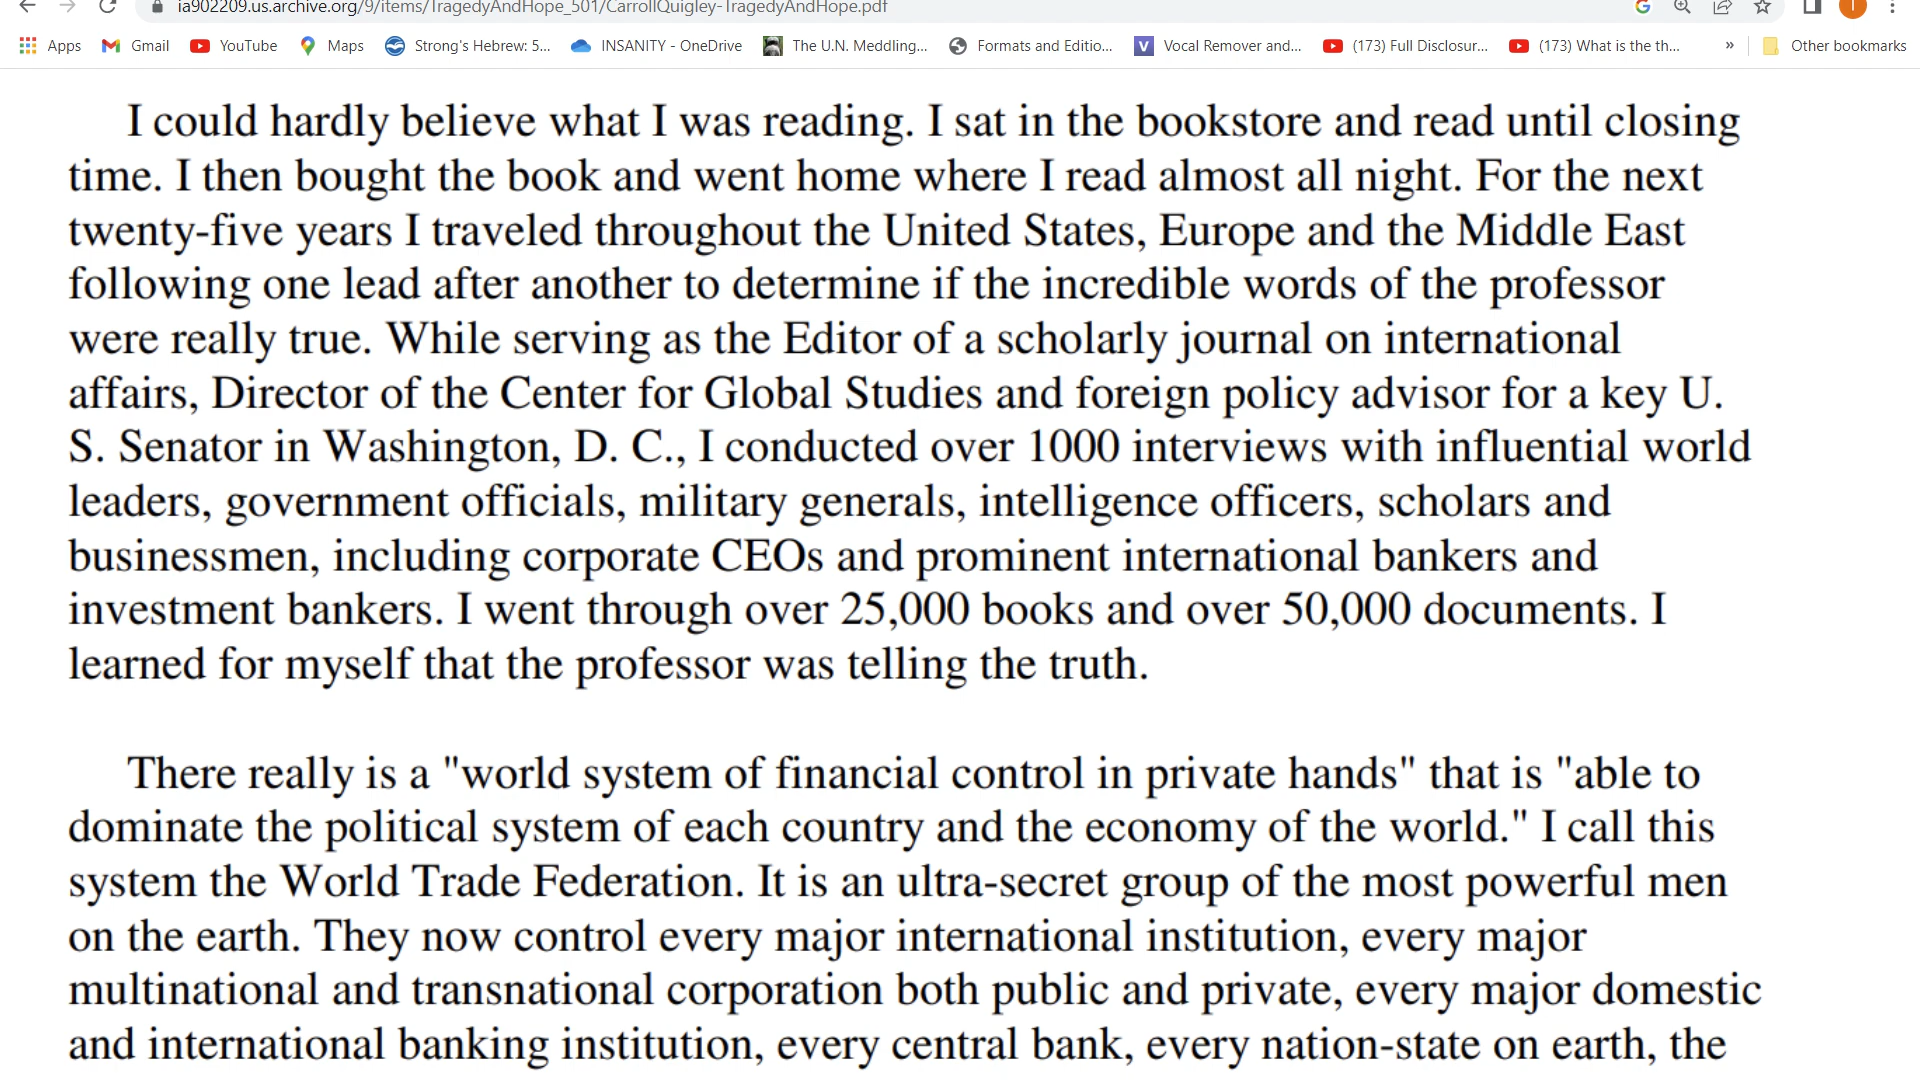 ia902209.us.archive.org/9/items/TragedyAndHope_501/CarrollQuigley-TragedyAndHope.pdf
Apps Gmail YouTube Maps Strong's Hebrew: 5... INSANITY - OneDrive The U.N. Meddling... Formats and Editio... V Vocal Remover and... (173) Full Disclosur... (173) What is the th... » Other bookmarks
I could hardly believe what I was reading. I sat in the bookstore and read until closing
time. I then bought the book and went home where I read almost all night. For the next
twenty-five years I traveled throughout the United States, Europe and the Middle East
following one lead after another to determine if the incredible words of the professor
were really true. While serving as the Editor of a scholarly journal on international
affairs, Director of the Center for Global Studies and foreign policy advisor for a key U.
S. Senator in Washington, D. C., I conducted over 1000 interviews with influential world
leaders, government officials, military generals, intelligence officers, scholars and
businessmen, including corporate CEOs and prominent international bankers and
investment bankers. I went through over 25,000 books and over 50,000 documents. I
learned for myself that the professor was telling the truth.
There really is a "world system of financial control in private hands" that is "able to
dominate the political system of each country and the economy of the world." I call this
system the World Trade Federation. It is an ultra-secret group of the most powerful men
on the earth. They now control every major international institution, every major
multinational and transnational corporation both public and private, every major domestic
and international banking institution, every central bank, every nation-state on earth, the